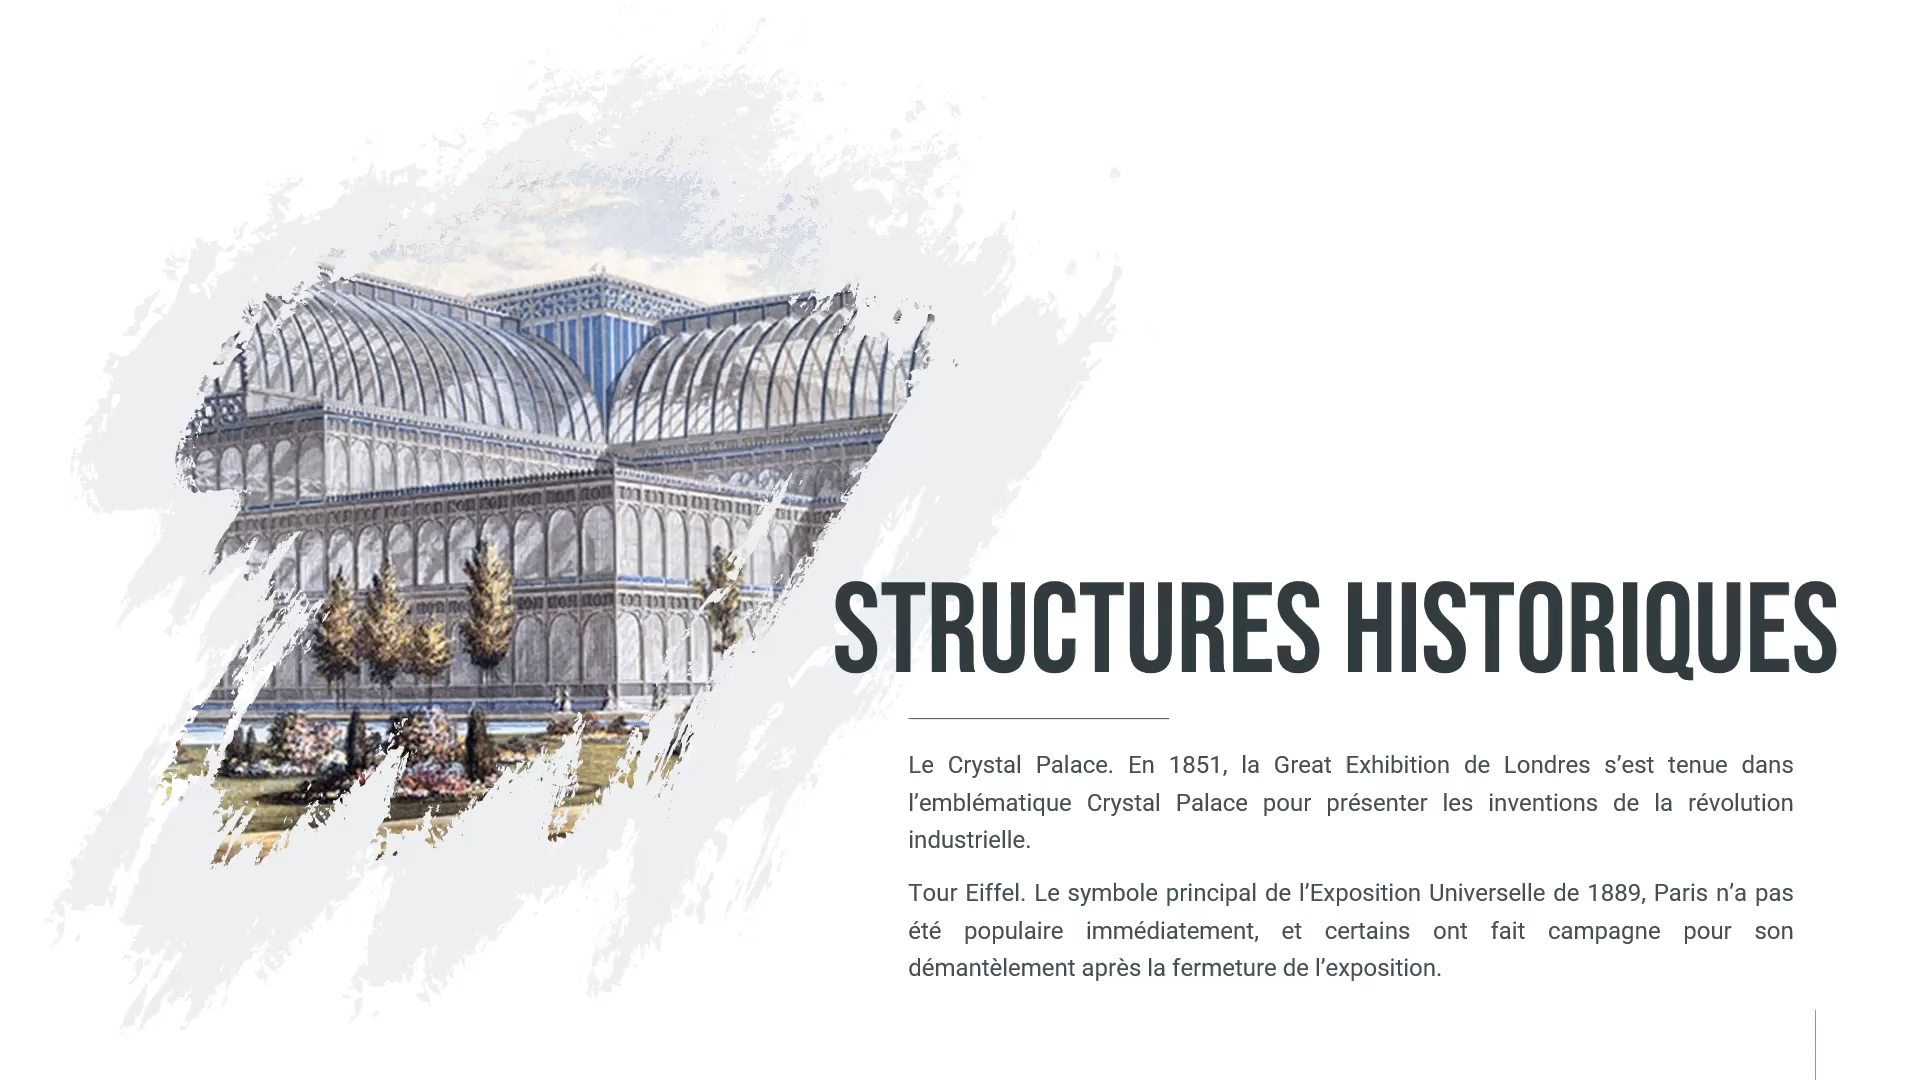 STRUCTURES HISTORIQUES
Le Crystal Palace. En 1851, la Great Exhibition de Londres s’est tenue dans
l’emblématique Crystal Palace pour présenter les inventions de la révolution
industrielle.
Tour Eiffel. Le symbole principal de l’Exposition Universelle de 1889, Paris n’a pas
été populaire immédiatement, et certains ont fait campagne pour son
démantèlement après la fermeture de l’exposition.